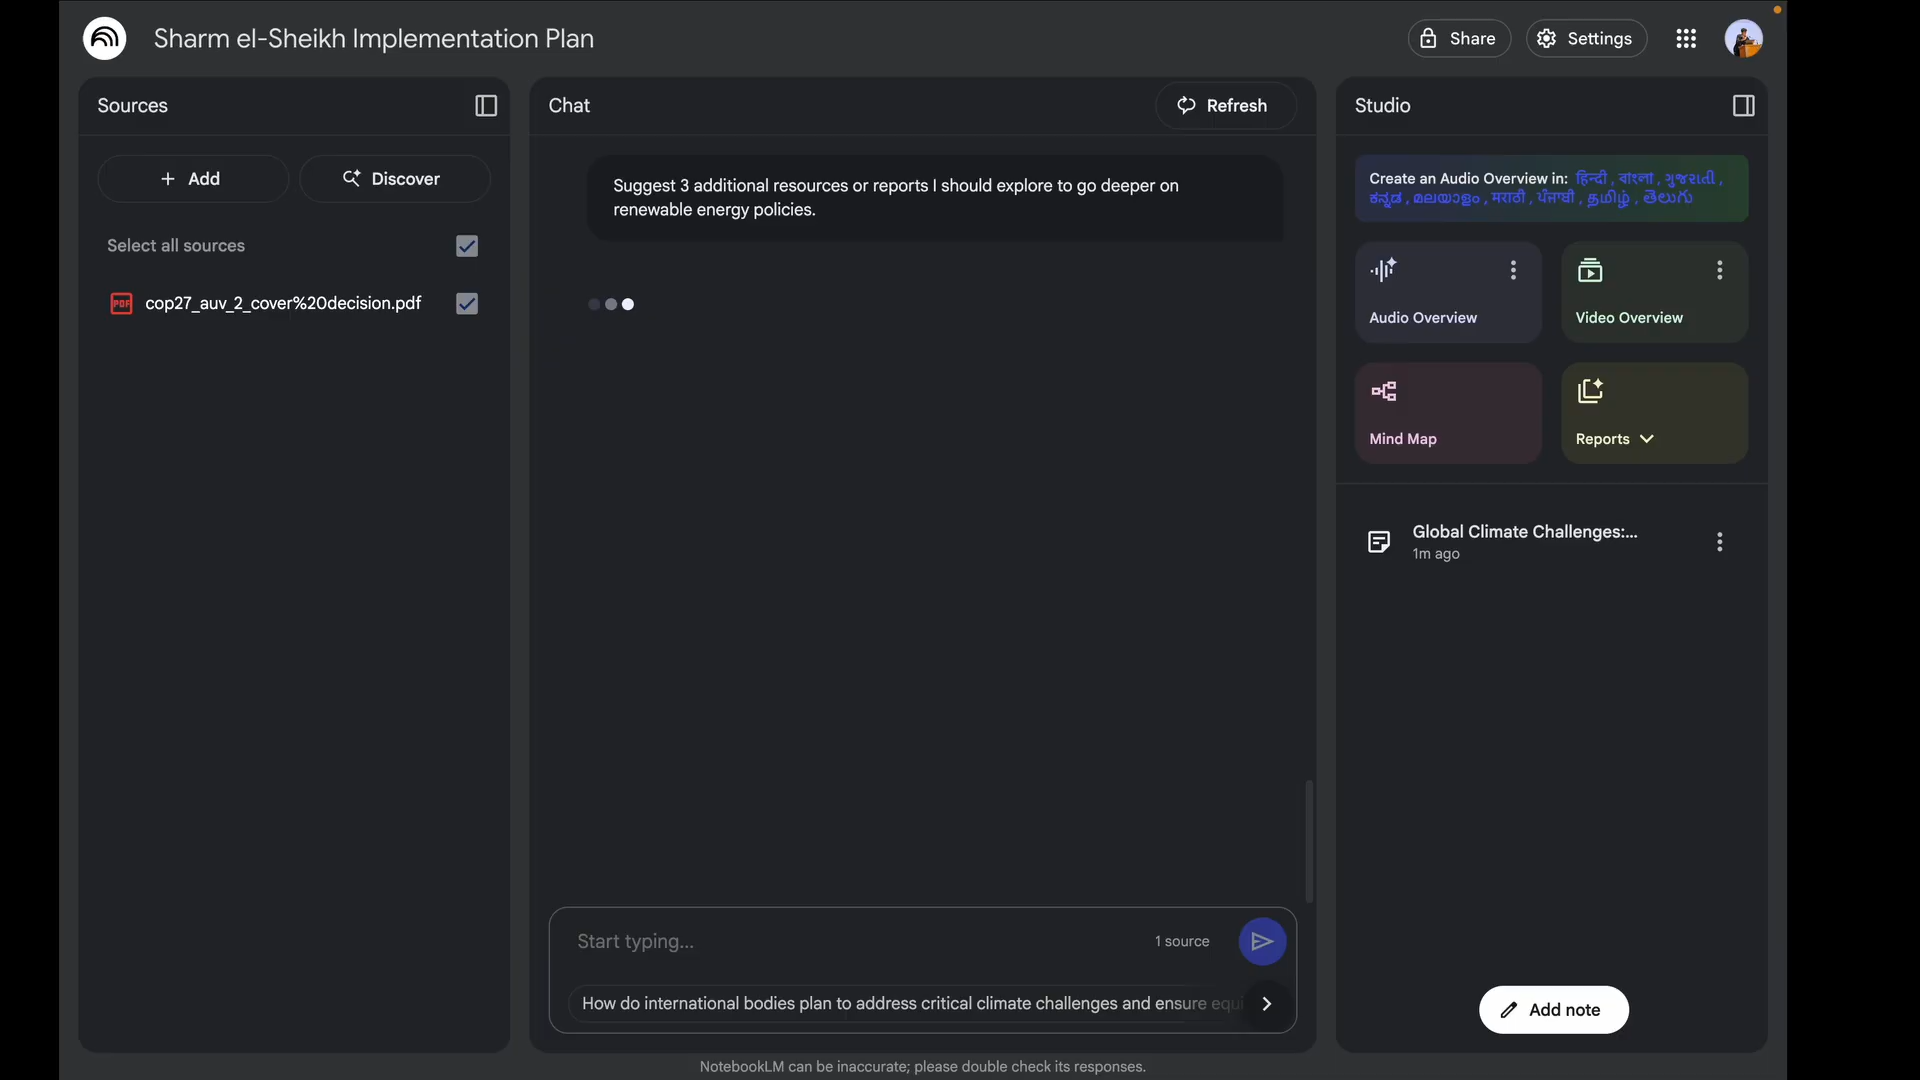 Sharm el-Sheikh Implementation Plan
Share
Settings
Sources
Add
Discover
Select all sources
PDF
cop27_auv_2_cover%20decision.pdf
Chat
Refresh
Suggest 3 additional resources or reports I should explore to go deeper on
renewable energy policies.
Start typing...
1 source
How do international bodies plan to address critical climate challenges and ensure equi
NotebookLM can be inaccurate; please double check its responses.
Studio
Create an Audio Overview in: हिन्दी, বাংলা, ગુજરાતી,
ಕನ್ನಡ, മലയാളം, मराठी, ਪੰਜਾਬੀ, தமிழ், తెలుగు
Audio Overview
Video Overview
Mind Map
Reports
Global Climate Challenges:...
1m ago
Add note